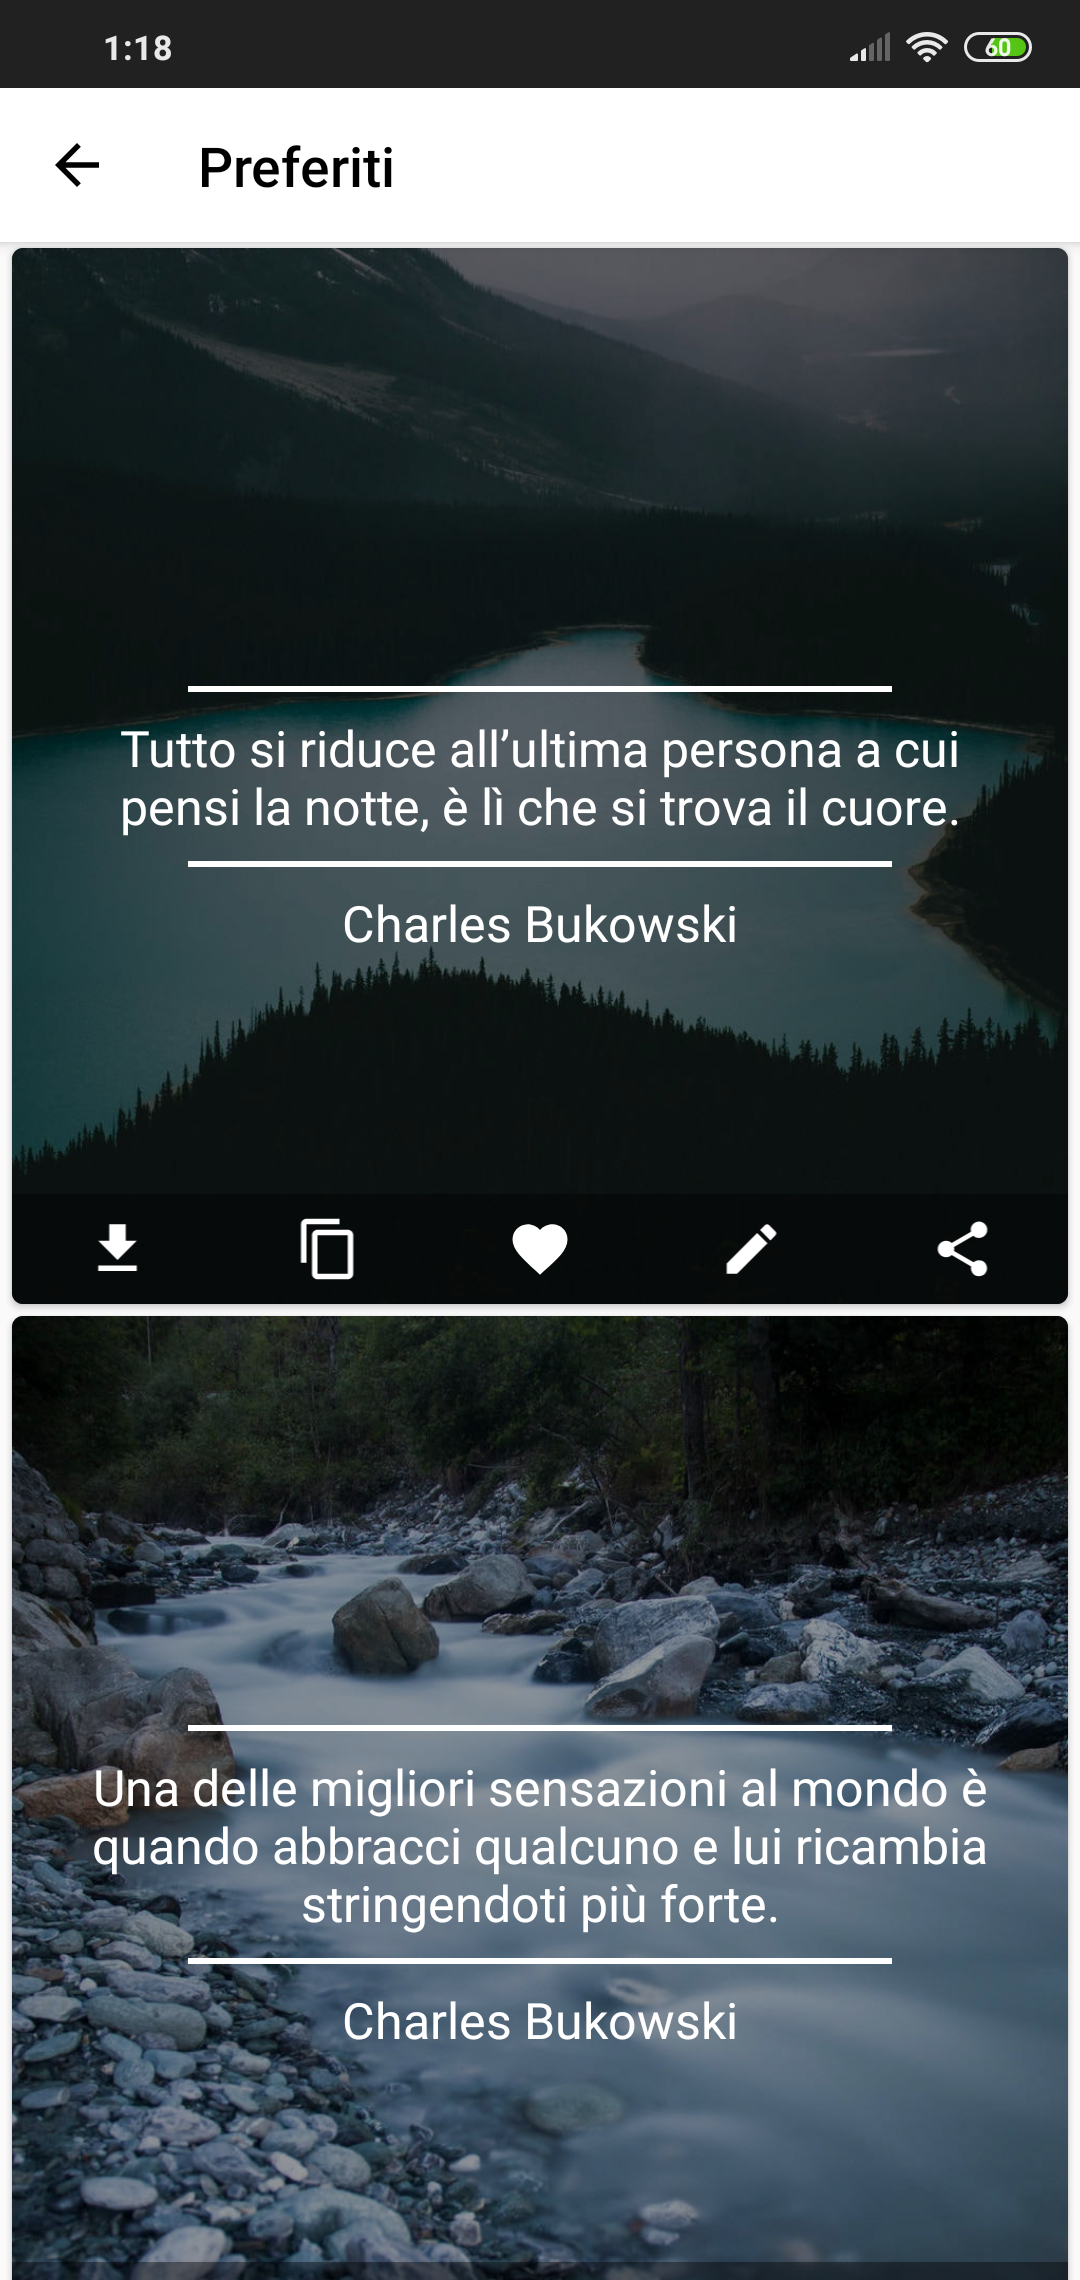 1:18
60
Preferiti
Tutto si riduce all’ultima persona a cui
pensi la notte, è lì che si trova il cuore.
Charles Bukowski
Una delle migliori sensazioni al mondo è
quando abbracci qualcuno e lui ricambia
stringendoti più forte.
Charles Bukowski